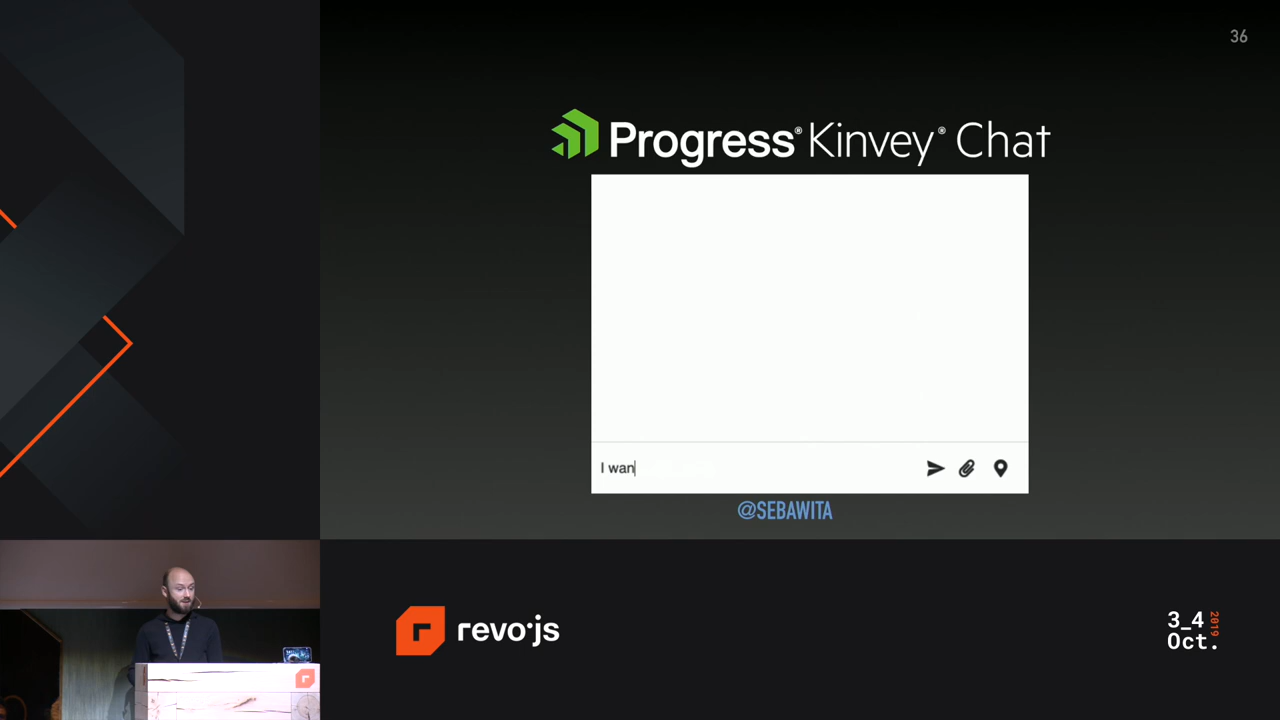 36
Progress® Kinvey® Chat
I wan
@SEBAWITA
r revo.js
3_4 2019
Oct.